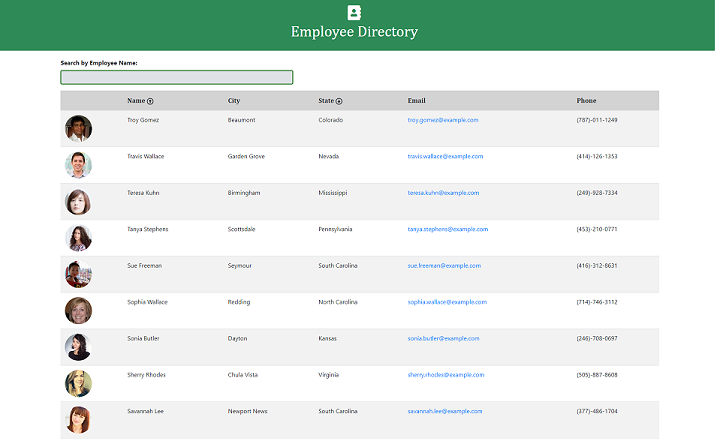 Employee Directory
Search by Employee Name:
Name City State Email Phone
Troy Gomez Beaumont Colorado troy.gomez@example.com (787)-011-1249
Travis Wallace Garden Grove Nevada travis.wallace@example.com (414)-126-1353
Teresa Kuhn Birmingham Mississippi teresa.kuhn@example.com (249)-928-7334
Tanya Stephens Scottsdale Pennsylvania tanya.stephens@example.com (453)-210-0771
Sue Freeman Seymour South Carolina sue.freeman@example.com (416)-312-8631
Sophia Wallace Redding North Carolina sophia.wallace@example.com (714)-746-3112
Sonia Butler Dayton Kansas sonia.butler@example.com (246)-708-0697
Sherry Rhodes Chula Vista Virginia sherry.rhodes@example.com (505)-887-8608
Savannah Lee Newport News South Carolina savannah.lee@example.com (377)-486-1704